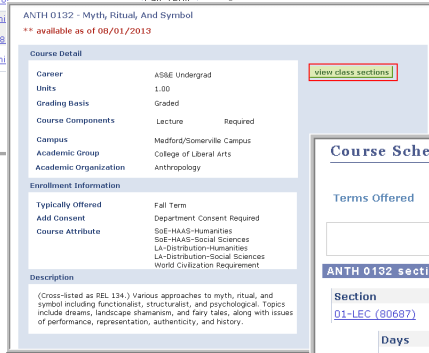 ANTH 0132 - Myth, Ritual, And Symbol
** available as of 08/01/2013
Course Detail
view class sections
Career AS&E Undergrad
Units 1.00
Grading Basis Graded
Course Components Lecture Required
Campus Medford/Somerville Campus
Academic Group College of Liberal Arts
Academic Organization Anthropology
Enrollment Information
Typically Offered Fall Term
Add Consent Department Consent Required
Course Attribute SoE-HAAS-Humanities
SoE-HAAS-Social Sciences
LA-Distribution-Humanities
LA-Distribution-Social Sciences
World Civilization Requirement
Description
(Cross-listed as REL 134.) Various approaches to myth, ritual, and
symbol including functionalist, structuralist, and psychological. Topics
include dreams, landscape shamanism, and fairy tales, along with issues
of performance, representation, authenticity, and history.
Course Sche
Terms Offered
ANTH 0132 secti
Section
01-LEC (80687)
Days